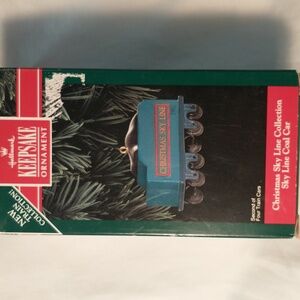 Hallmark
KEEPSAKE
ORNAMENT
NEW
TRAIN
COLLECTION!
CHRISTMAS SKY LINE
Second of
Four Train Cars
Christmas Sky Line Collection
Sky Line Coal Car